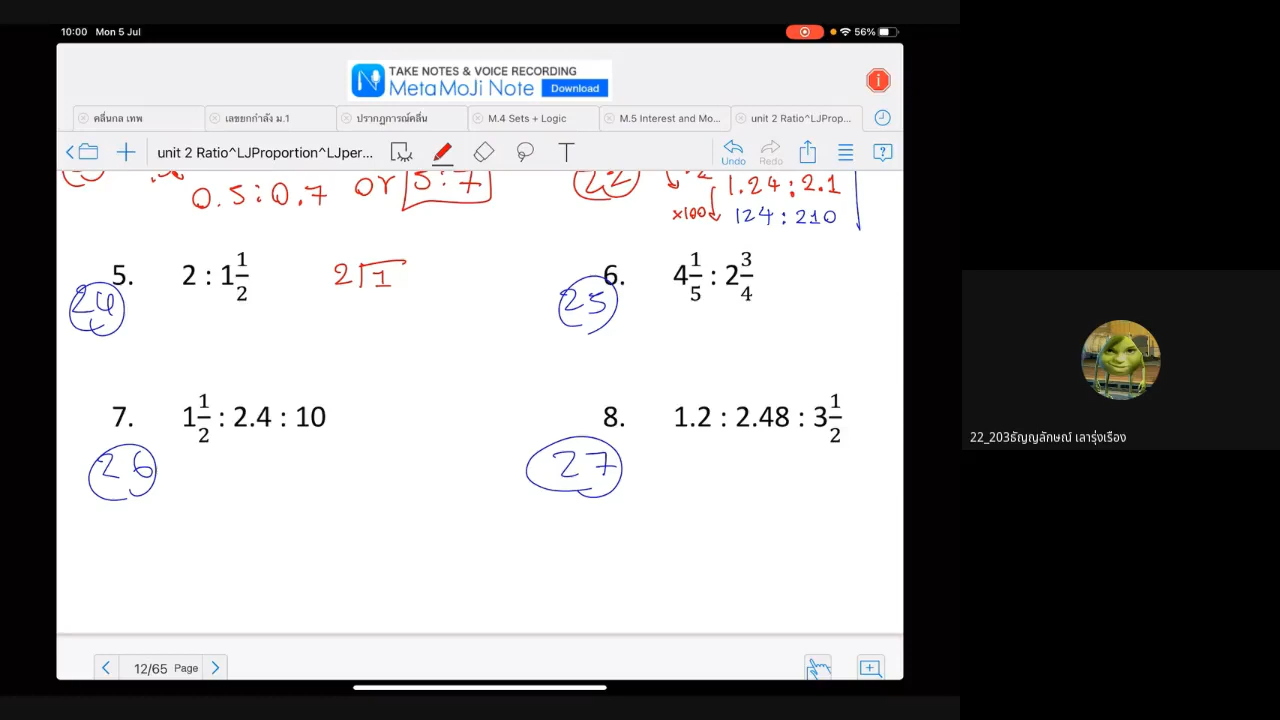 10:00 Mon 5 Jul
56%
TAKE NOTES & VOICE RECORDING
MetaMoJi Note Download
คลื่นกล เทพ
เลขยกกำลัง ม.1
ปรากฏการณ์คลื่น
M.4 Sets + Logic
M.5 Interest and Mo...
unit 2 Ratio^LJProp...
unit 2 Ratio^LJProportion^LJper...
T
Undo
Redo
0.5 : 0.7 or 5 : 7
22
1.24 : 2.1
x100 124 : 210
5. 2 : 1 1/2
2 1
24
6. 4 1/5 : 2 3/4
25
7. 1 1/2 : 2.4 : 10
26
8. 1.2 : 2.48 : 3 1/2
27
12/65 Page
22_203ธัญญลักษณ์ เลารุ่งเรือง